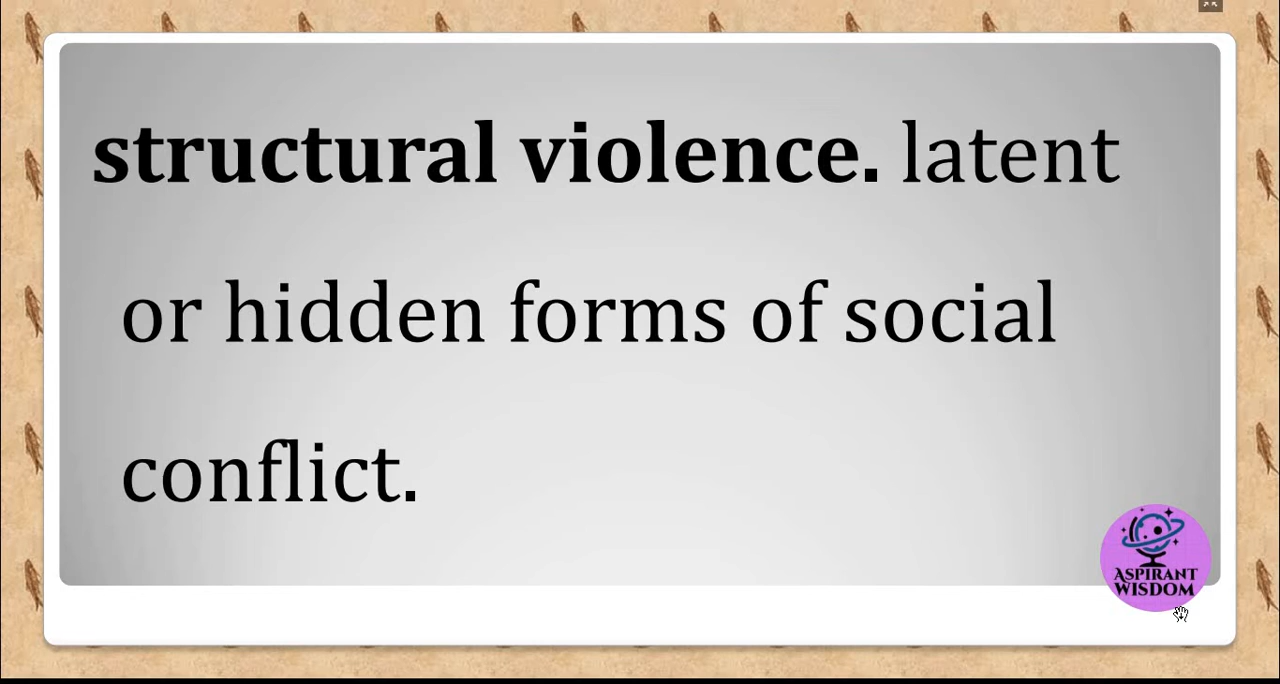 structural violence. latent
or hidden forms of social
conflict.
ASPIRANT
WISDOM